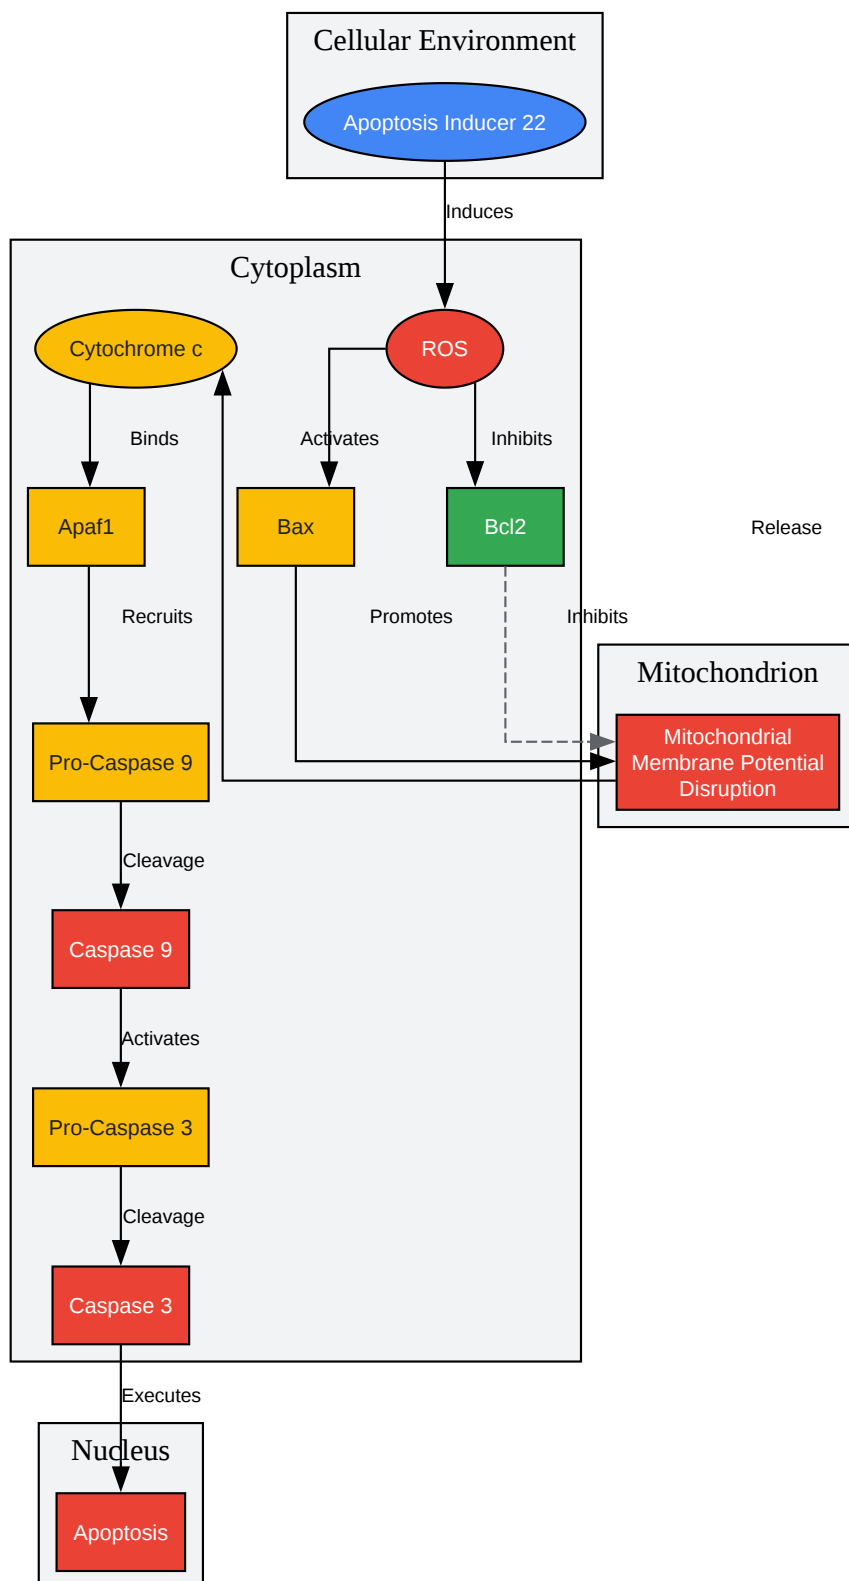 Cellular Environment
Apoptosis Inducer 22
Induces
Cytoplasm
Cytochrome c
ROS
Binds
Activates
Inhibits
Apaf1
Bax
Bcl2
Release
Recruits
Promotes
Inhibits
Mitochondrion
Mitochondrial
Membrane Potential
Disruption
Pro-Caspase 9
Cleavage
Caspase 9
Activates
Pro-Caspase 3
Cleavage
Caspase 3
Executes
Nucleus
Apoptosis